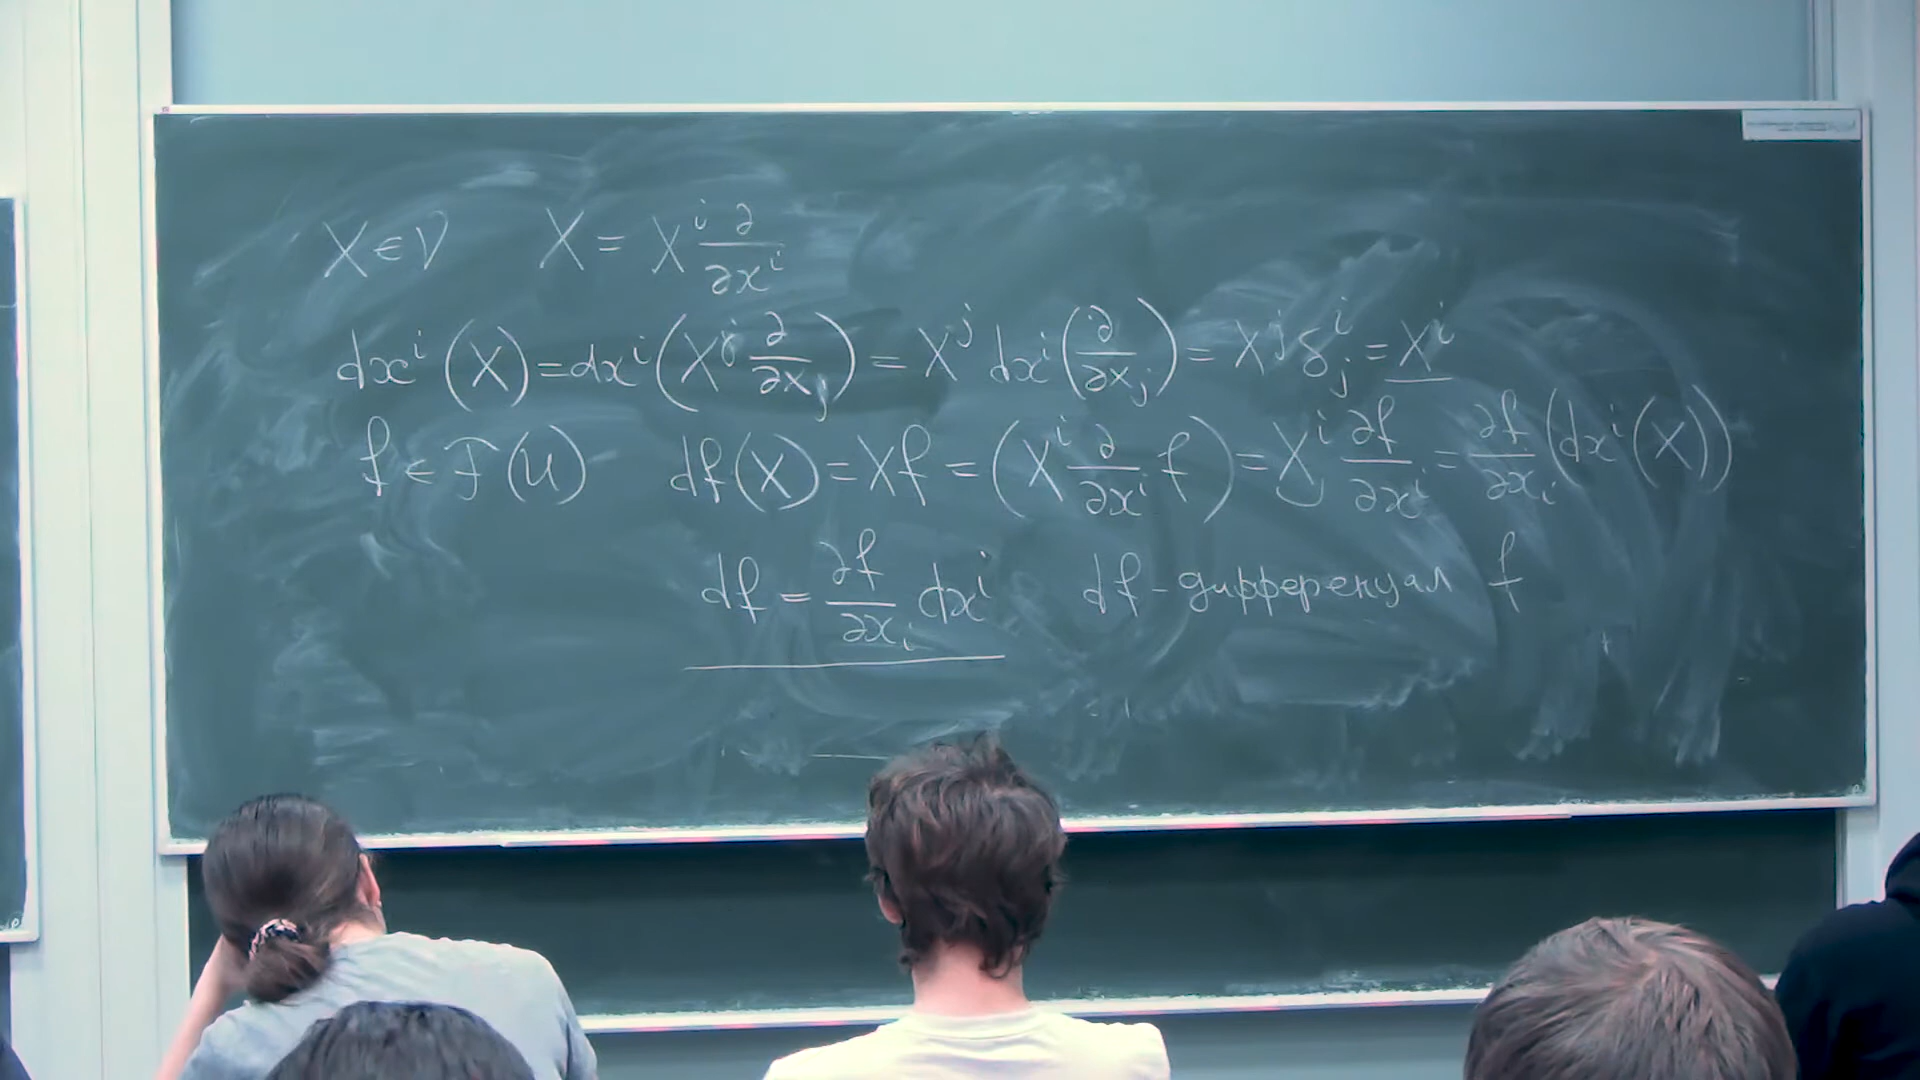 X ∈ V X = X^i ∂/∂x^i
dx^i (X) = dx^i (X^j ∂/∂x_j) = X^j dx^i (∂/∂x_j) = X^j δ^i_j = X^i
f ∈ F(U) df(X) = Xf = (X^i ∂/∂x^i f) = X^i ∂f/∂x^i = ∂f/∂x_i (dx^i (X))
df = ∂f/∂x_i dx^i df - дифференциал f